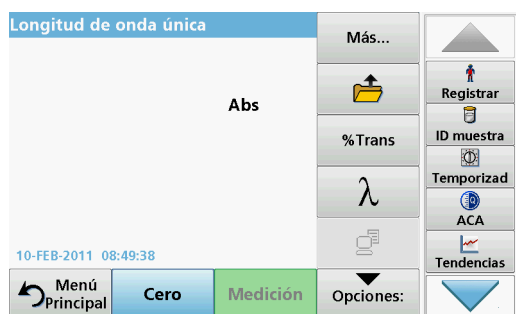 Longitud de onda única
Abs
10-FEB-2011 08:49:38
Más...
%Trans
λ
Menú
Principal
Cero
Medición
Opciones:
Registrar
ID muestra
Temporizad
ACA
Tendencias